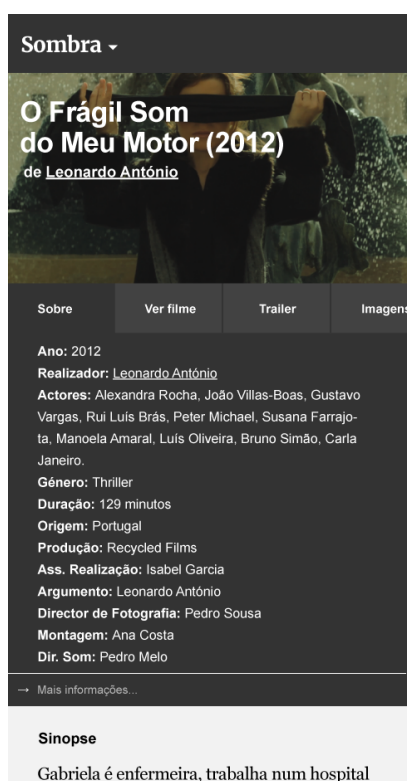 Sombra
O Frágil Som
do Meu Motor (2012)
de Leonardo António
Sobre Ver filme Trailer Imagens
Ano: 2012
Realizador: Leonardo António
Actores: Alexandra Rocha, João Villas-Boas, Gustavo
Vargas, Rui Luís Brás, Peter Michael, Susana Farrajo-
ta, Manoela Amaral, Luís Oliveira, Bruno Simão, Carla
Janeiro.
Género: Thriller
Duração: 129 minutos
Origem: Portugal
Produção: Recycled Films
Ass. Realização: Isabel Garcia
Argumento: Leonardo António
Director de Fotografia: Pedro Sousa
Montagem: Ana Costa
Dir. Som: Pedro Melo
→ Mais informações...
Sinopse
Gabriela é enfermeira, trabalha num hospital